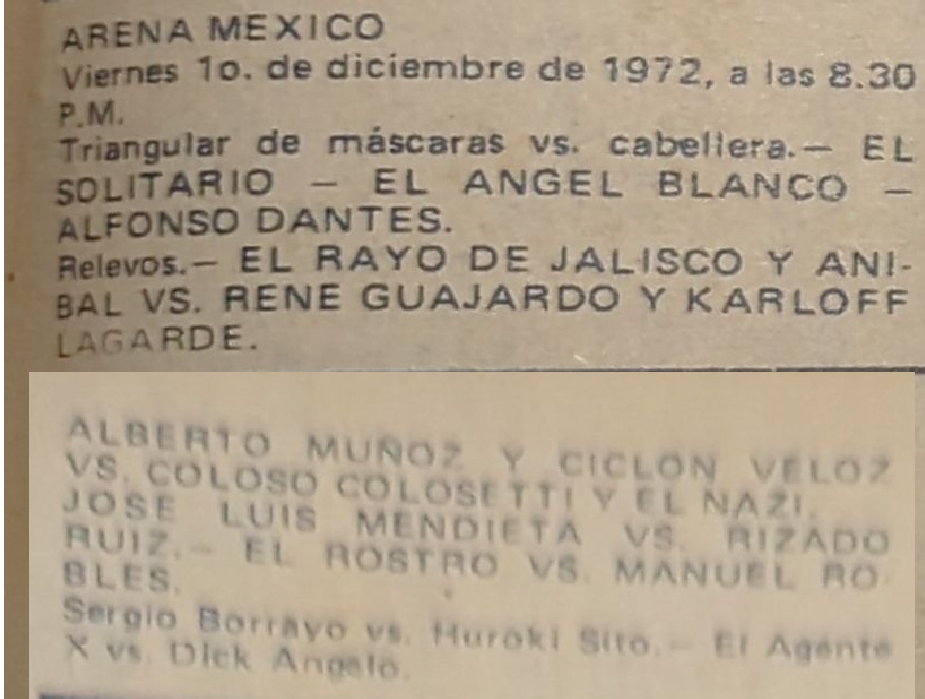 ARENA MEXICO
Viernes 1o. de diciembre de 1972, a las 8.30
P.M.
Triangular de máscaras vs. cabellera.— EL
SOLITARIO — EL ANGEL BLANCO —
ALFONSO DANTES.
Relevos.— EL RAYO DE JALISCO Y ANI-
BAL VS. RENE GUAJARDO Y KARLOFF
LAGARDE.
ALBERTO MUÑOZ Y CICLON VELOZ
VS. COLOSO COLOSETTI Y EL NAZI.
JOSE LUIS MENDIETA VS. RIZADO
RUIZ.— EL ROSTRO VS. MANUEL RO-
BLES.
Sergio Borrayo vs. Huroki Sito.— El Agente
X vs. Dick Angelo.